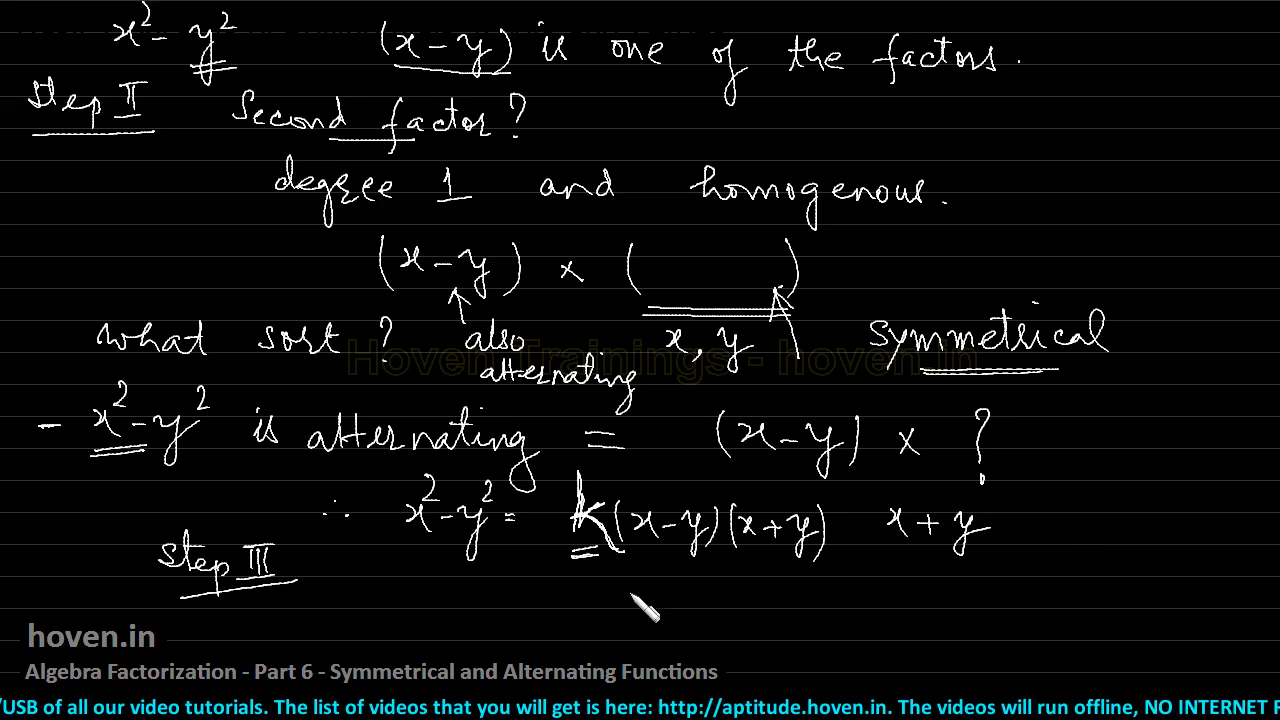 x² - y² (x - y) is one of the factors.
Step II Second factor?
degree 1 and homogenous.
(x - y) × ( )
what sort? also alternating x, y symmetrical
Hoven Trainings - hoven.in
- x² - y² is alternating = (x - y) × ?
∴ x² - y² = k(x - y)(x + y) x + y
Step III
hoven.in
Algebra Factorization - Part 6 - Symmetrical and Alternating Functions
/USB of all our video tutorials. The list of videos that you will get is here: http://aptitude.hoven.in. The videos will run offline, NO INTERNET